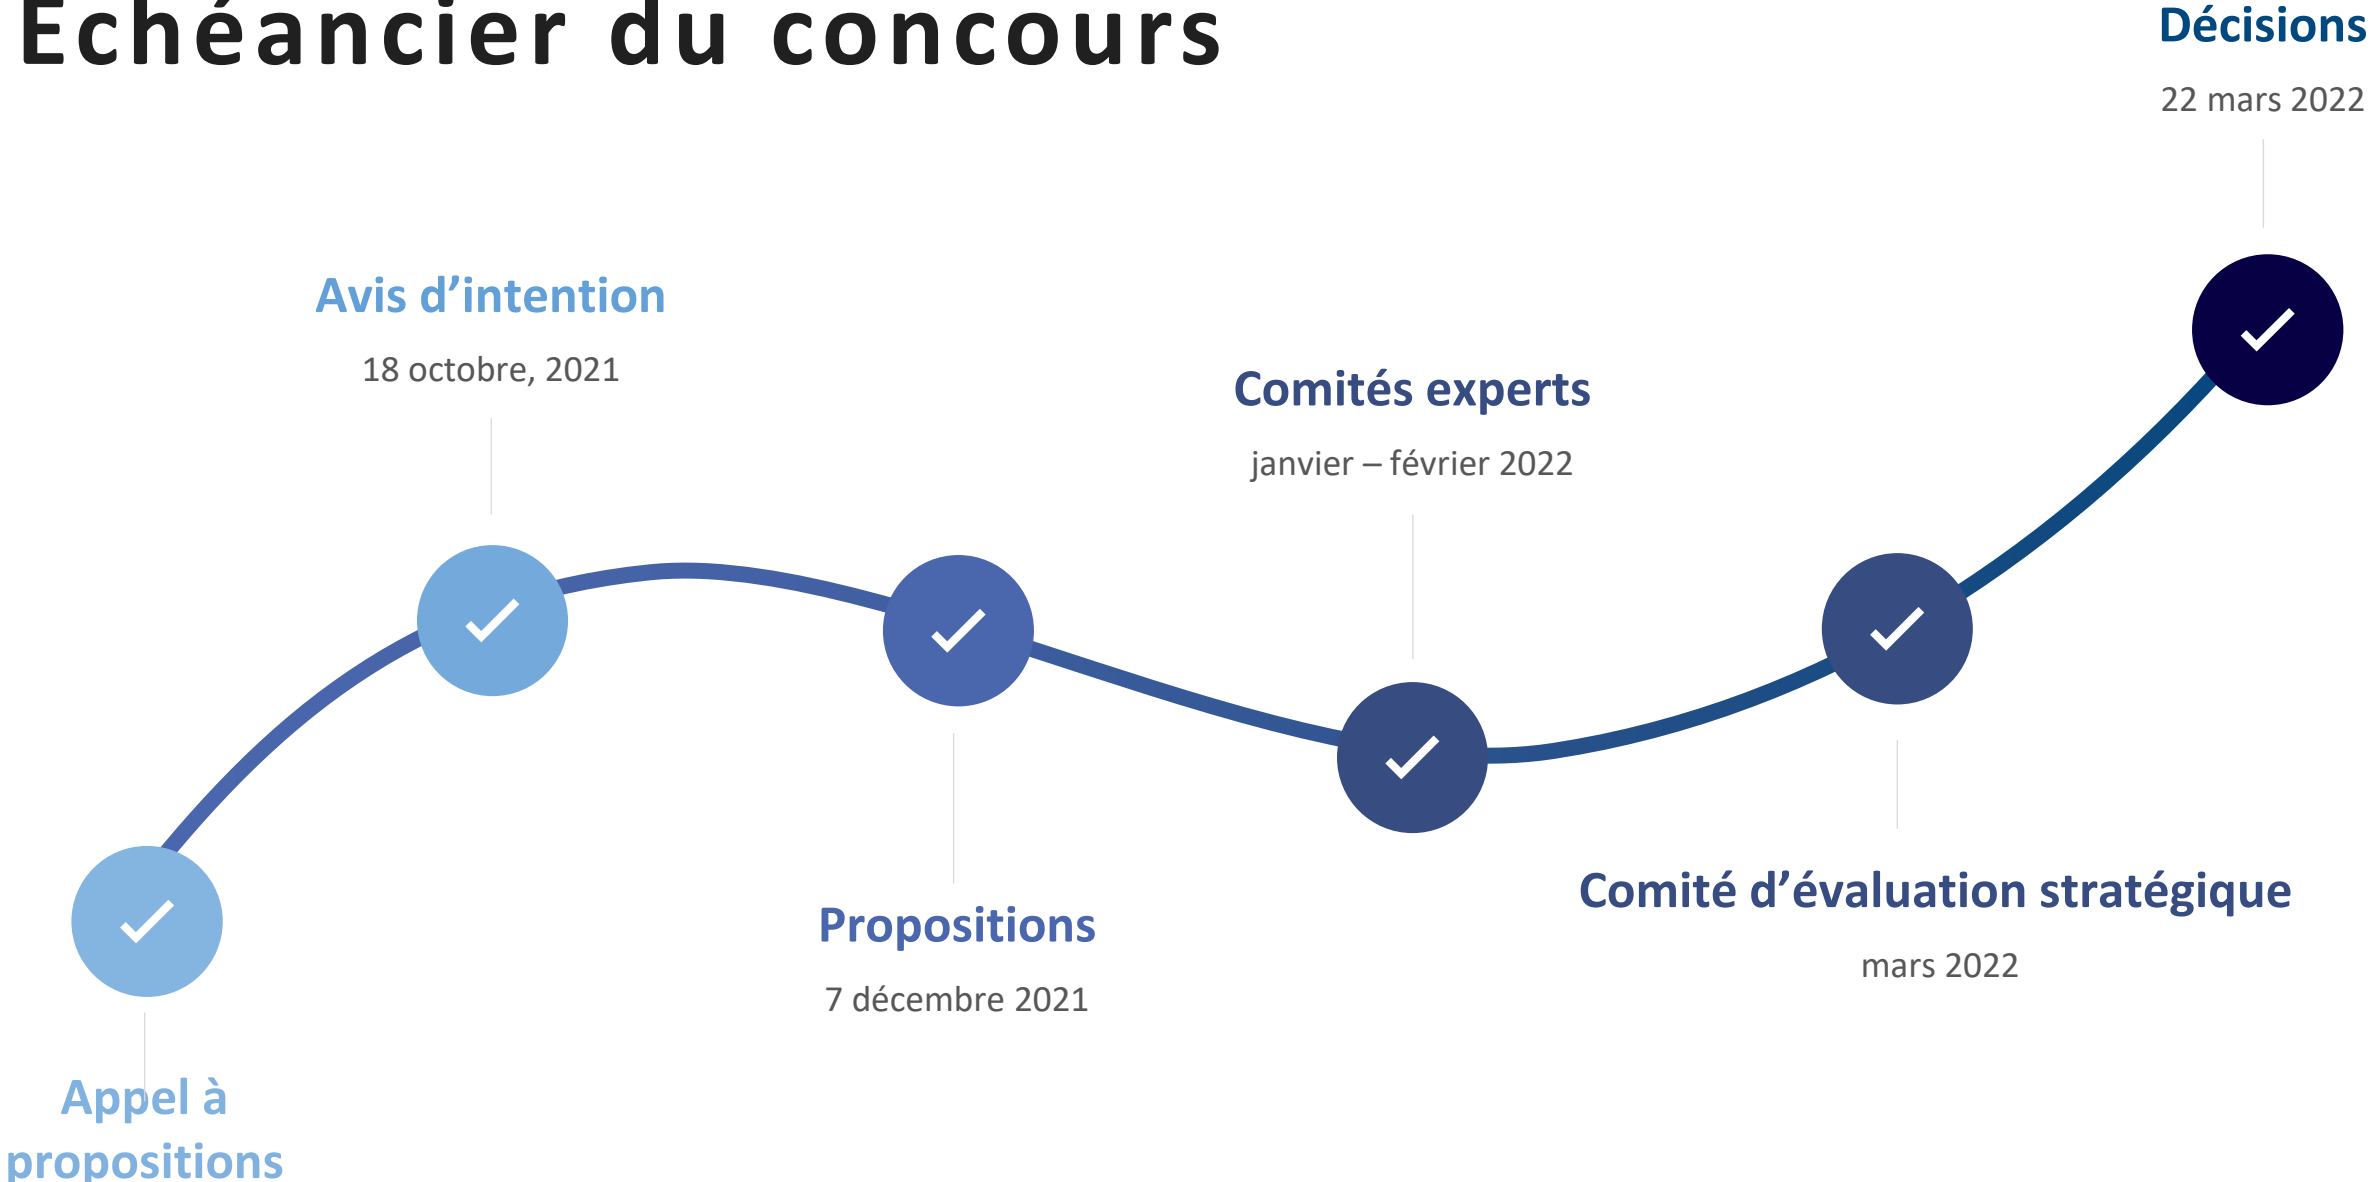 Échéancier du concours
Décisions
22 mars 2022
Avis d’intention
18 octobre, 2021
Comités experts
janvier – février 2022
Propositions
7 décembre 2021
Comité d’évaluation stratégique
mars 2022
Appel à
propositions